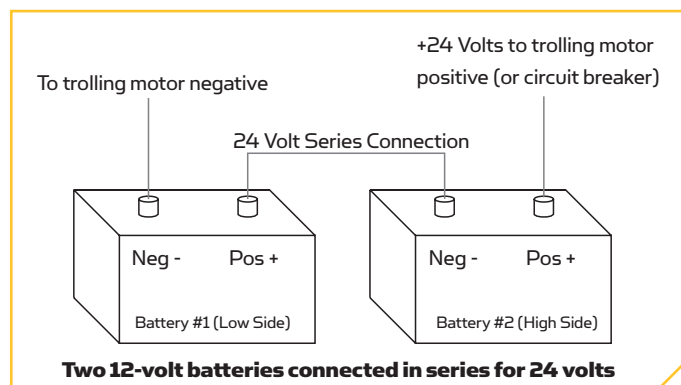 +24 Volts to trolling motor
positive (or circuit breaker)
To trolling motor negative
24 Volt Series Connection
Neg - Pos +
Neg - Pos +
Battery #1 (Low Side)
Battery #2 (High Side)
Two 12-volt batteries connected in series for 24 volts